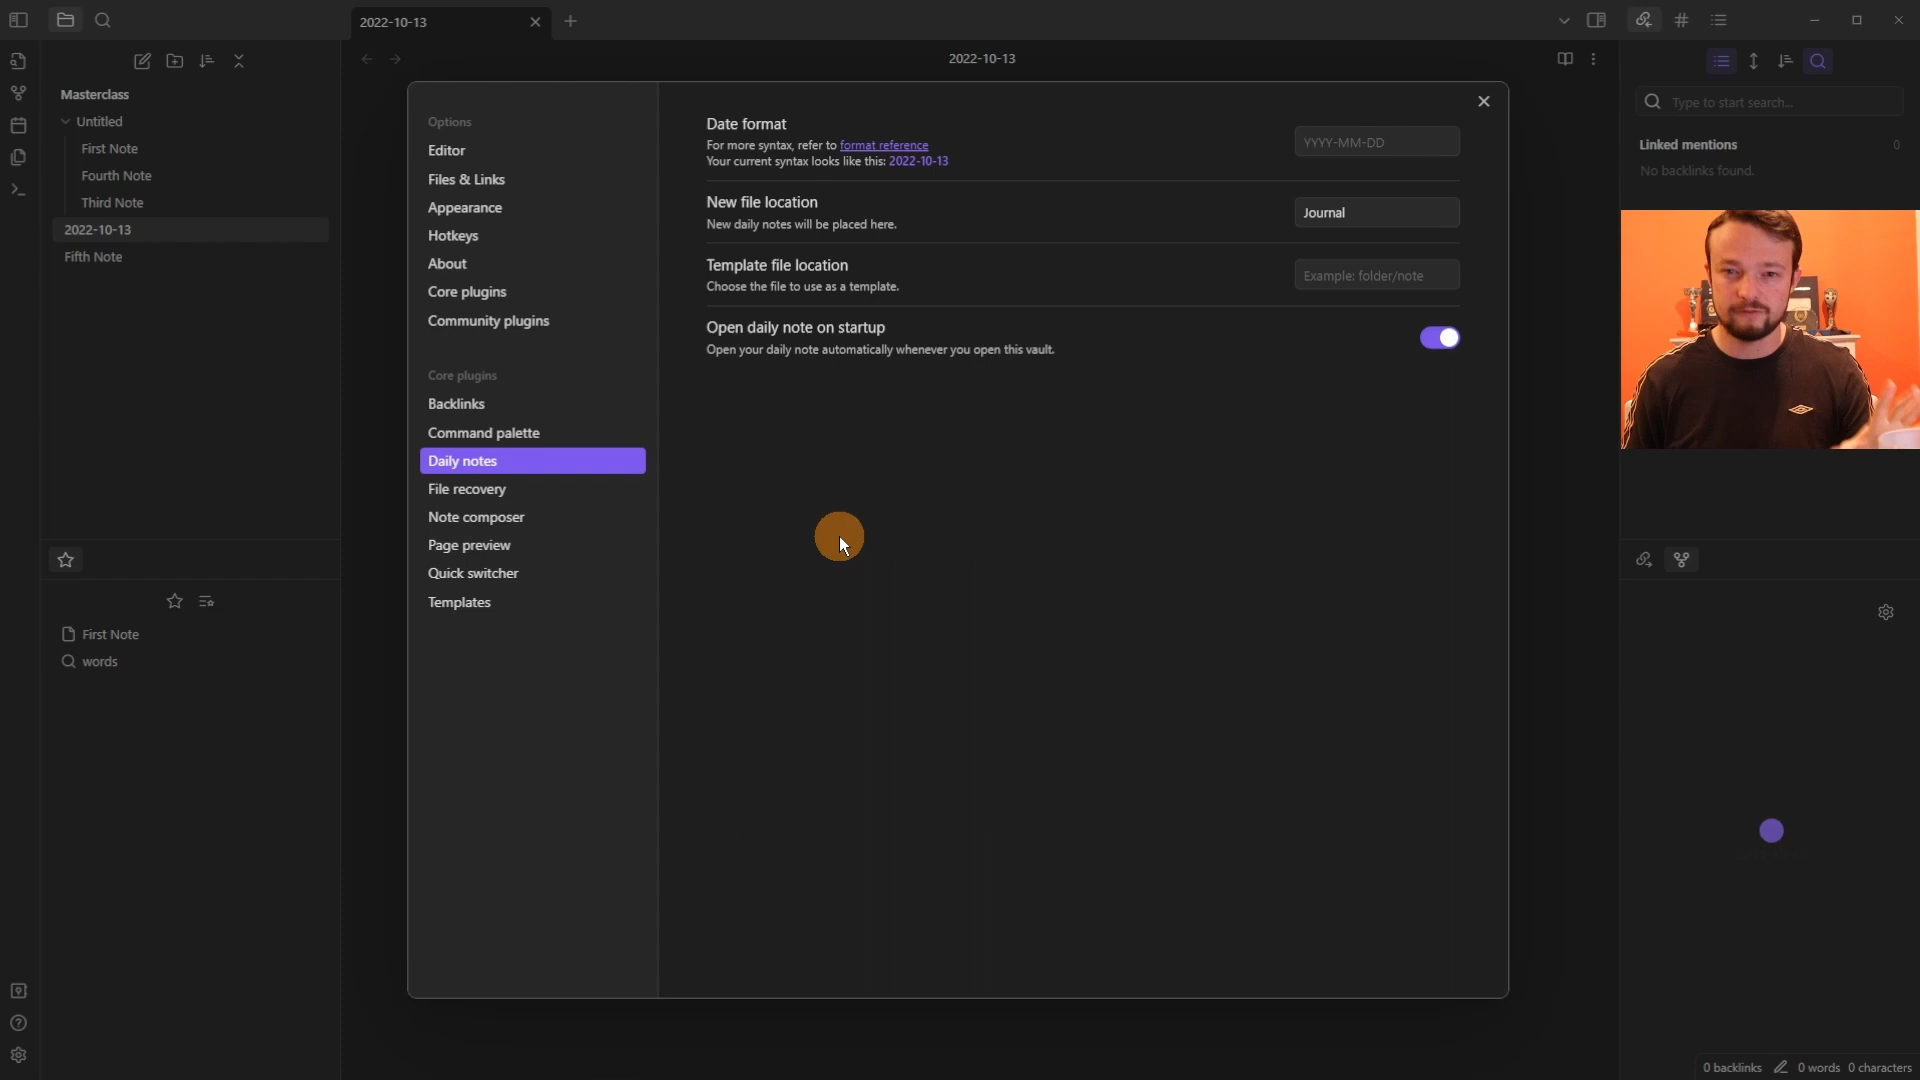 2022-10-13
2022-10-13
Masterclass
Untitled
First Note
Fourth Note
Third Note
2022-10-13
Fifth Note
First Note
words
Options
Editor
Files & Links
Appearance
Hotkeys
About
Core plugins
Community plugins
Core plugins
Backlinks
Command palette
Daily notes
File recovery
Note composer
Page preview
Quick switcher
Templates
Date format
For more syntax, refer to format reference
Your current syntax looks like this: 2022-10-13
YYYY-MM-DD
New file location
New daily notes will be placed here.
Journal
Template file location
Choose the file to use as a template.
Example: folder/note
Open daily note on startup
Open your daily note automatically whenever you open this vault.
Type to start search...
Linked mentions 0
No backlinks found.
0 backlinks 0 words 0 characters